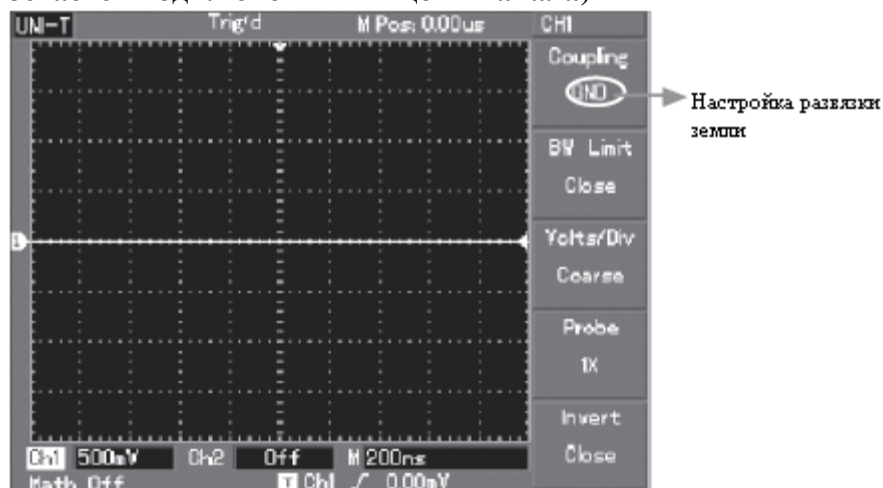 UNI-T Trig'd M Pos: 0.00us CH1
Coupling
GND
Настройка развязки
земли
BW Limit
Close
Volts/Div
Coarse
Probe
1X
Invert
Close
1
Ch1 500mV Ch2 Off M 200ns
Math Off T Ch1 0.00mV